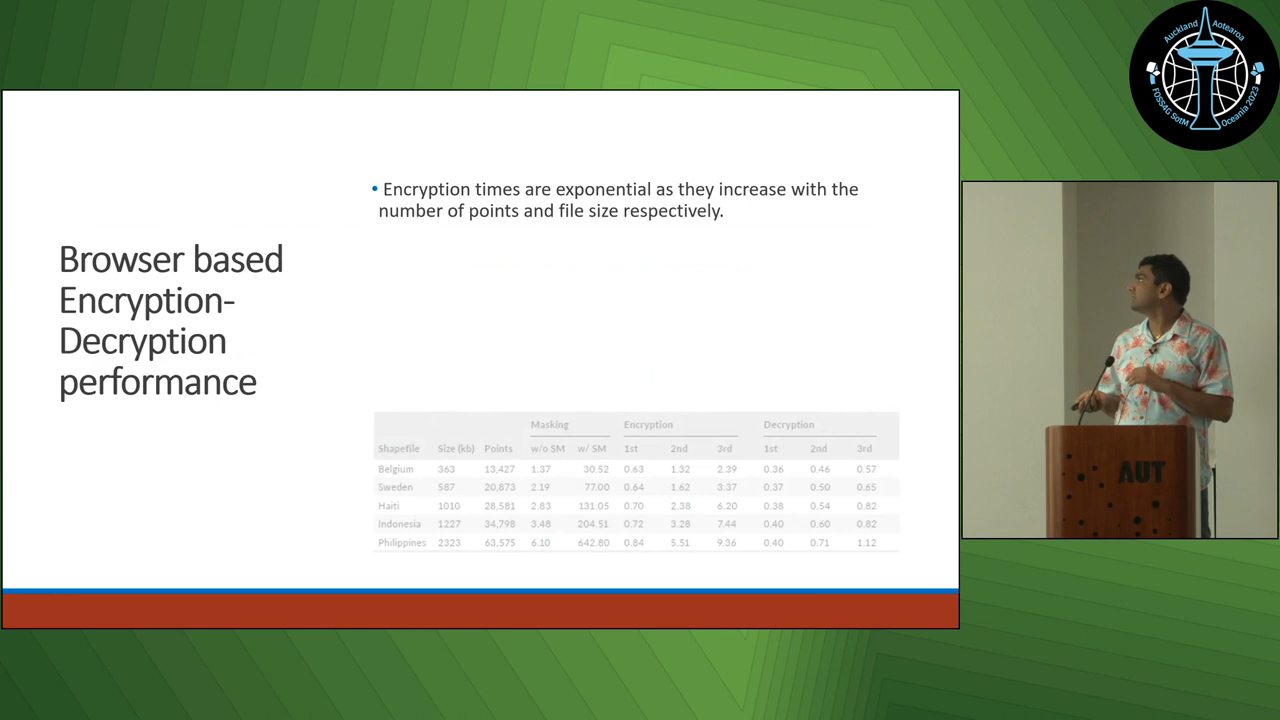 Auckland Aotearoa
FOSS4G SotM Oceania 2023
• Encryption times are exponential as they increase with the
number of points and file size respectively.
Browser based
Encryption-
Decryption
performance
Masking Encryption Decryption
Shapefile Size (kb) Points w/o SM w/ SM 1st 2nd 3rd 1st 2nd 3rd
Belgium 363 13,427 1.37 30.52 0.63 1.32 2.39 0.36 0.46 0.57
Sweden 587 20,873 2.19 77.00 0.64 1.62 3.37 0.37 0.50 0.65
Haiti 1010 28,581 2.83 131.05 0.70 2.38 6.20 0.38 0.54 0.82
Indonesia 1227 34,798 3.48 204.51 0.72 3.28 7.44 0.40 0.60 0.82
Philippines 2323 63,575 6.10 642.80 0.84 5.51 9.36 0.40 0.71 1.12
AUT